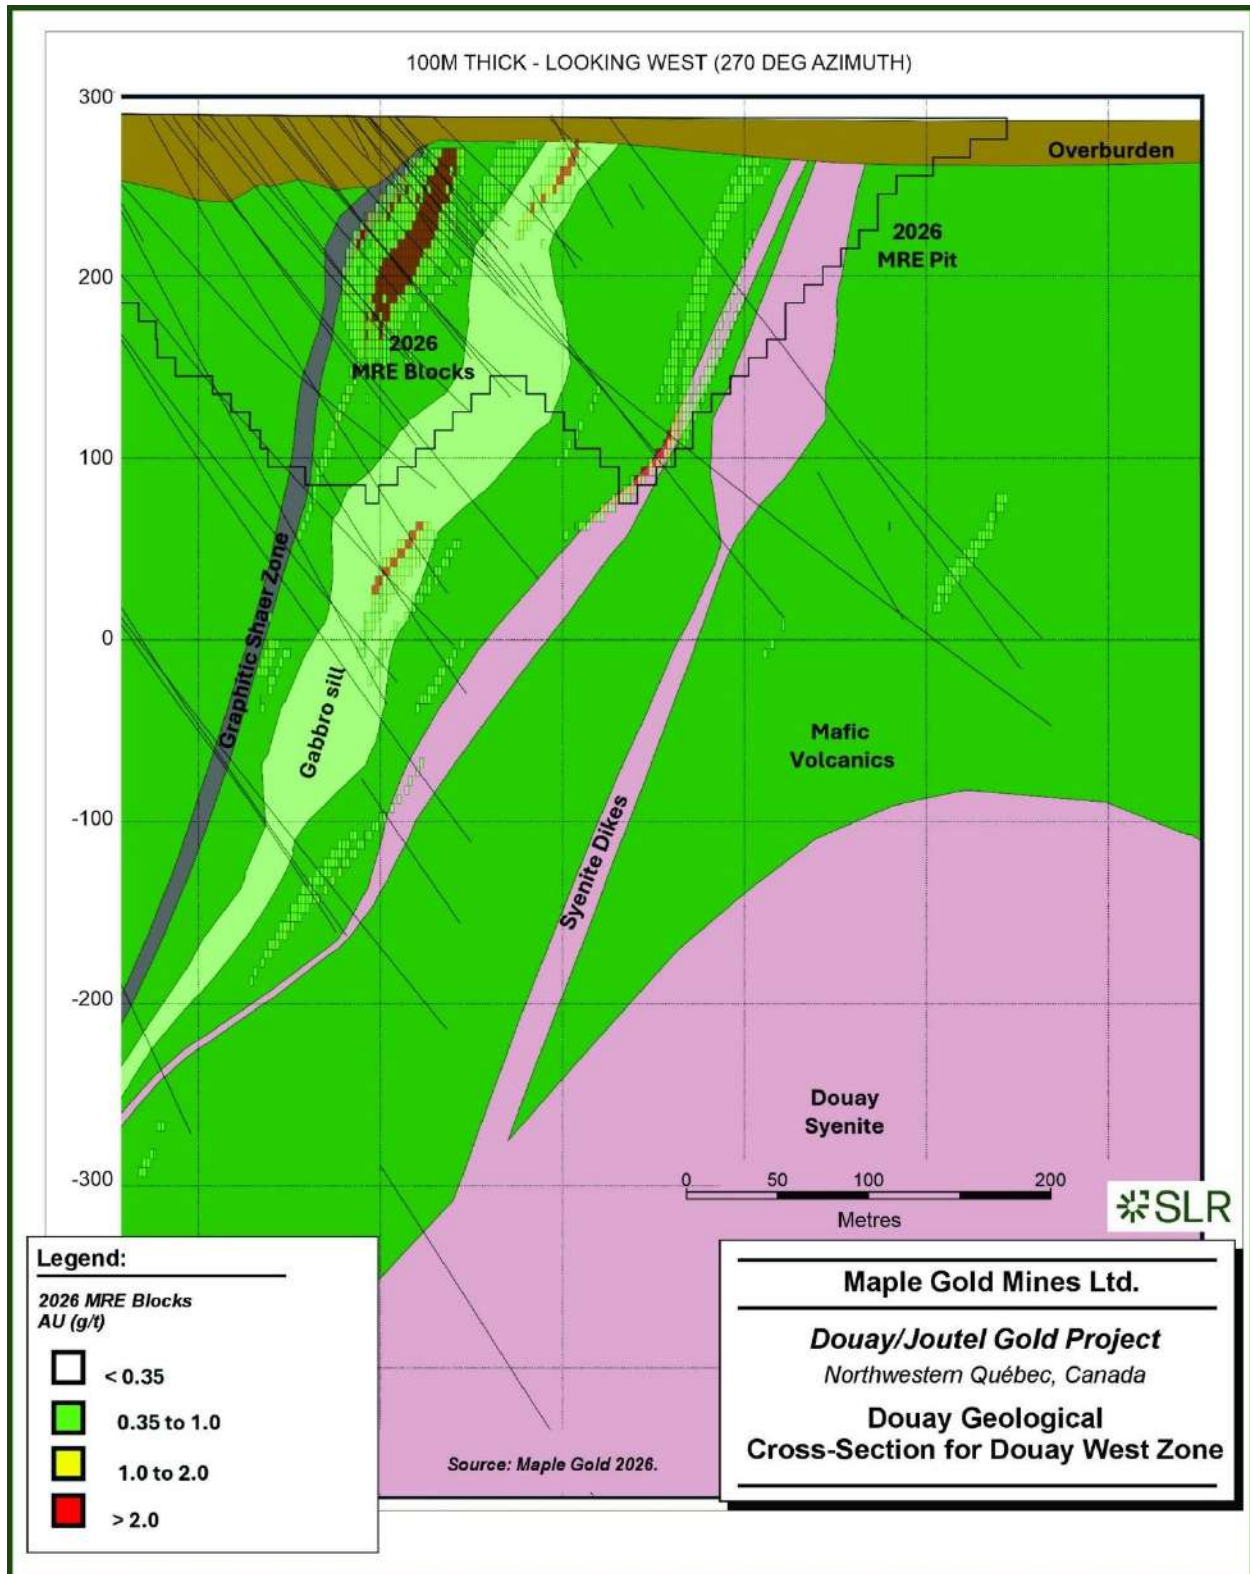 100M THICK - LOOKING WEST (270 DEG AZIMUTH)
300
Overburden
2026
MRE Pit
200
2026
MRE Blocks
100
Graphitic Shaer Zone
0
Gabbro sill
Mafic
Volcanics
-100
Syenite Dikes
-200
Douay
Syenite
-300
0 50 100 200
Metres
SLR
Legend:
2026 MRE Blocks
AU (g/t)
< 0.35
0.35 to 1.0
1.0 to 2.0
> 2.0
Source: Maple Gold 2026.
Maple Gold Mines Ltd.
Douay/Joutel Gold Project
Northwestern Québec, Canada
Douay Geological
Cross-Section for Douay West Zone